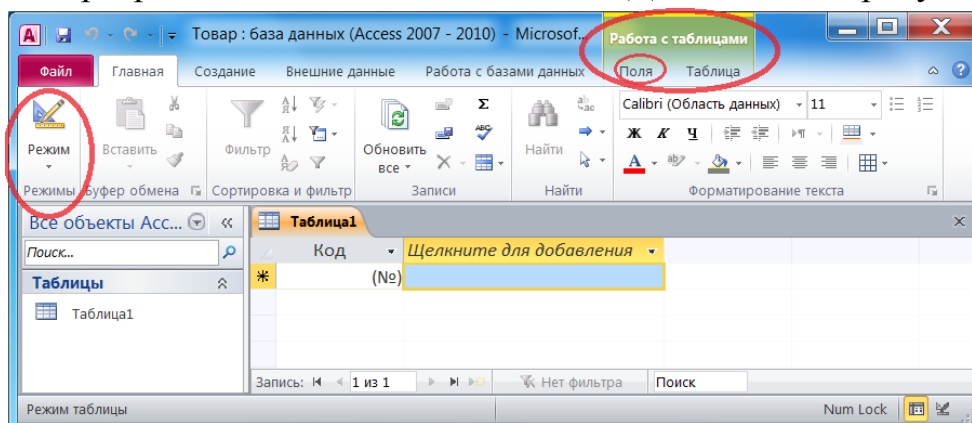 Товар : база данных (Access 2007 - 2010) - Microsof...
Работа с таблицами
Файл Главная Создание Внешние данные Работа с базами данных Поля Таблица
Режим
Вставить
Фильтр
Обновить все
Найти
Calibri (Область данных) 11
Ж К Ч
Режимы Буфер обмена Сортировка и фильтр Записи Найти Форматирование текста
Все объекты Acc...
Таблица1
Поиск...
Код Щелкните для добавления
Таблицы
(№)
Таблица1
Запись: 1 из 1 Нет фильтра Поиск
Режим таблицы
Num Lock